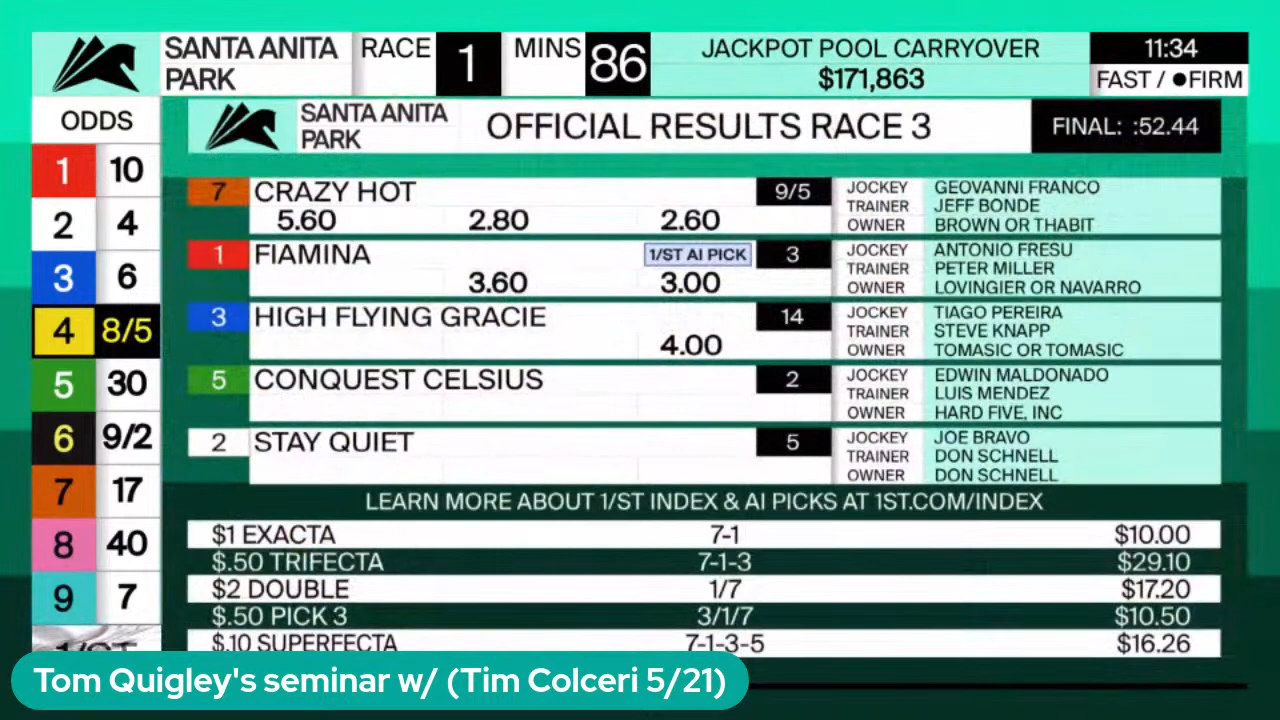 SANTA ANITA PARK RACE 1 MINS 86 JACKPOT POOL CARRYOVER $171,863 11:34 FAST / ●FIRM
ODDS
1 10
2 4
3 6
4 8/5
5 30
6 9/2
7 17
8 40
9 7
1/ST
SANTA ANITA PARK OFFICIAL RESULTS RACE 3 FINAL: :52.44
7 CRAZY HOT 9/5 JOCKEY GEOVANNI FRANCO
5.60 2.80 2.60 TRAINER JEFF BONDE
OWNER BROWN OR THABIT
1 FIAMINA 1/ST AI PICK 3 JOCKEY ANTONIO FRESU
3.60 3.00 TRAINER PETER MILLER
OWNER LOVINGIER OR NAVARRO
3 HIGH FLYING GRACIE 14 JOCKEY TIAGO PEREIRA
4.00 TRAINER STEVE KNAPP
OWNER TOMASIC OR TOMASIC
5 CONQUEST CELSIUS 2 JOCKEY EDWIN MALDONADO
TRAINER LUIS MENDEZ
OWNER HARD FIVE, INC
2 STAY QUIET 5 JOCKEY JOE BRAVO
TRAINER DON SCHNELL
OWNER DON SCHNELL
LEARN MORE ABOUT 1/ST INDEX & AI PICKS AT 1ST.COM/INDEX
$1 EXACTA 7-1 $10.00
$.50 TRIFECTA 7-1-3 $29.10
$2 DOUBLE 1/7 $17.20
$.50 PICK 3 3/1/7 $10.50
$.10 SUPERFECTA 7-1-3-5 $16.26
Tom Quigley's seminar w/ (Tim Colceri 5/21)